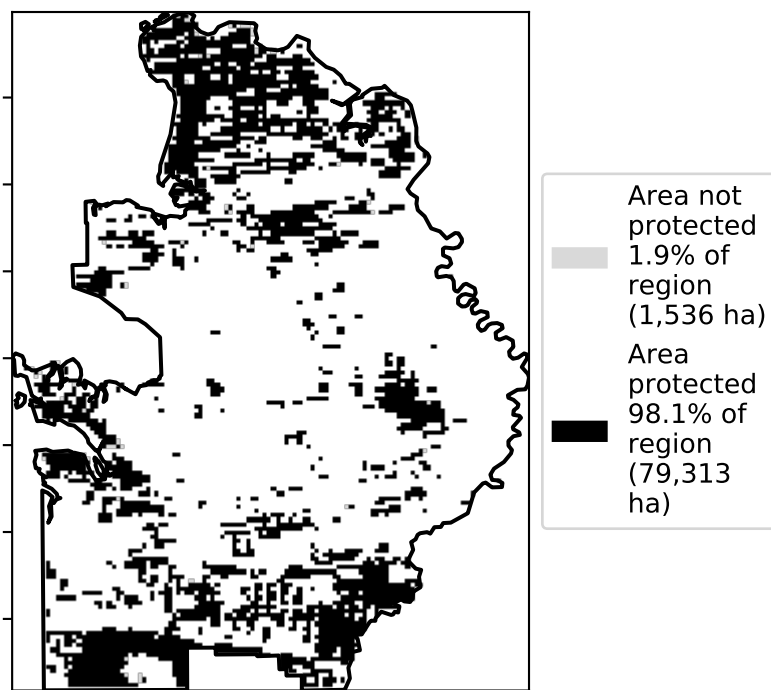 Area not
protected
1.9% of
region
(1,536 ha)
Area
protected
98.1% of
region
(79,313
ha)